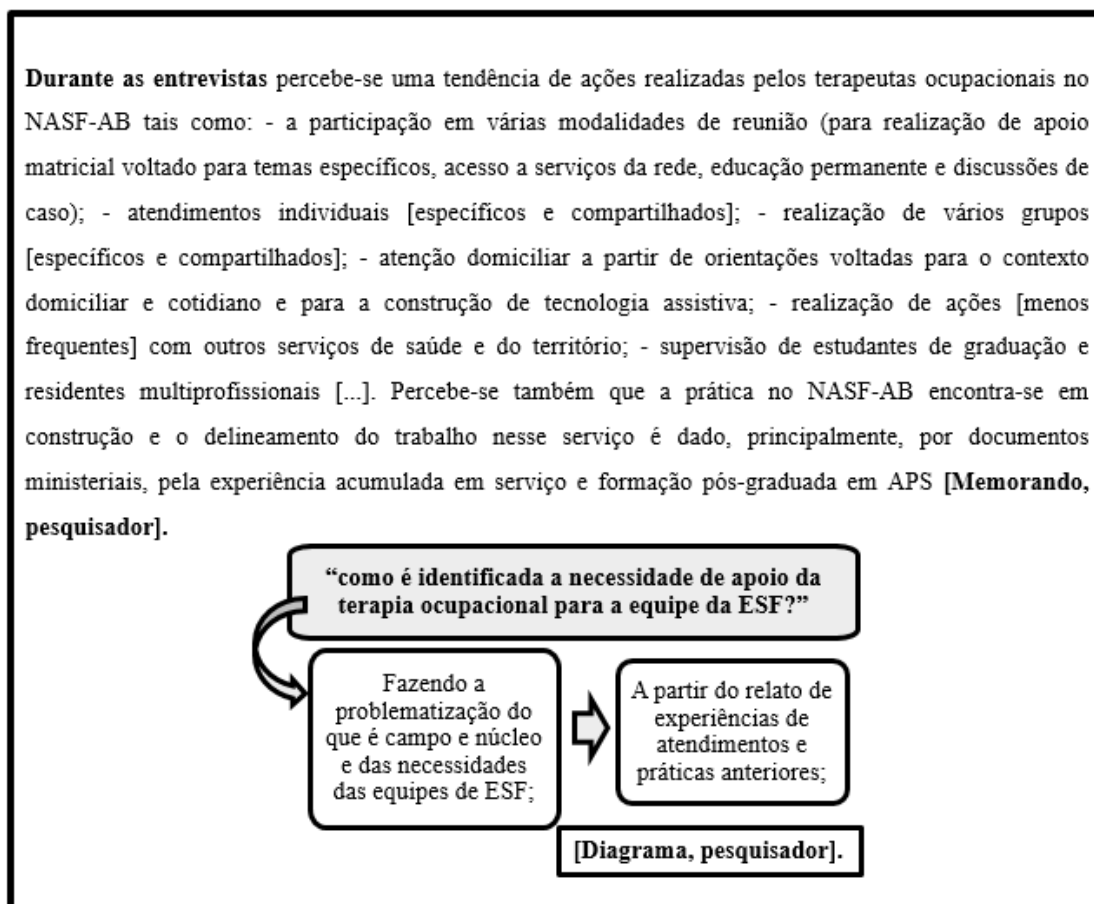 Durante as entrevistas percebe-se uma tendência de ações realizadas pelos terapeutas ocupacionais no
NASF-AB tais como: - a participação em várias modalidades de reunião (para realização de apoio
matricial voltado para temas específicos, acesso a serviços da rede, educação permanente e discussões de
caso); - atendimentos individuais [específicos e compartilhados]; - realização de vários grupos
[específicos e compartilhados]; - atenção domiciliar a partir de orientações voltadas para o contexto
domiciliar e cotidiano e para a construção de tecnologia assistiva; - realização de ações [menos
frequentes] com outros serviços de saúde e do território; - supervisão de estudantes de graduação e
residentes multiprofissionais [...]. Percebe-se também que a prática no NASF-AB encontra-se em
construção e o delineamento do trabalho nesse serviço é dado, principalmente, por documentos
ministeriais, pela experiência acumulada em serviço e formação pós-graduada em APS [Memorando,
pesquisador].
“como é identificada a necessidade de apoio da
terapia ocupacional para a equipe da ESF?”
Fazendo a
problematização do
que é campo e núcleo
e das necessidades
das equipes de ESF;
A partir do relato de
experiências de
atendimentos e
práticas anteriores;
[Diagrama, pesquisador].